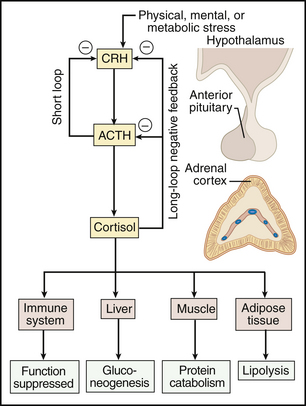 Physical, mental, or
metabolic stress
Hypothalamus
−
−
CRH
Short loop
Anterior
pituitary
−
ACTH
Long-loop negative feedback
Adrenal
cortex
Cortisol
Immune
system
Liver
Muscle
Adipose
tissue
Function
suppressed
Gluco-
neogenesis
Protein
catabolism
Lipolysis